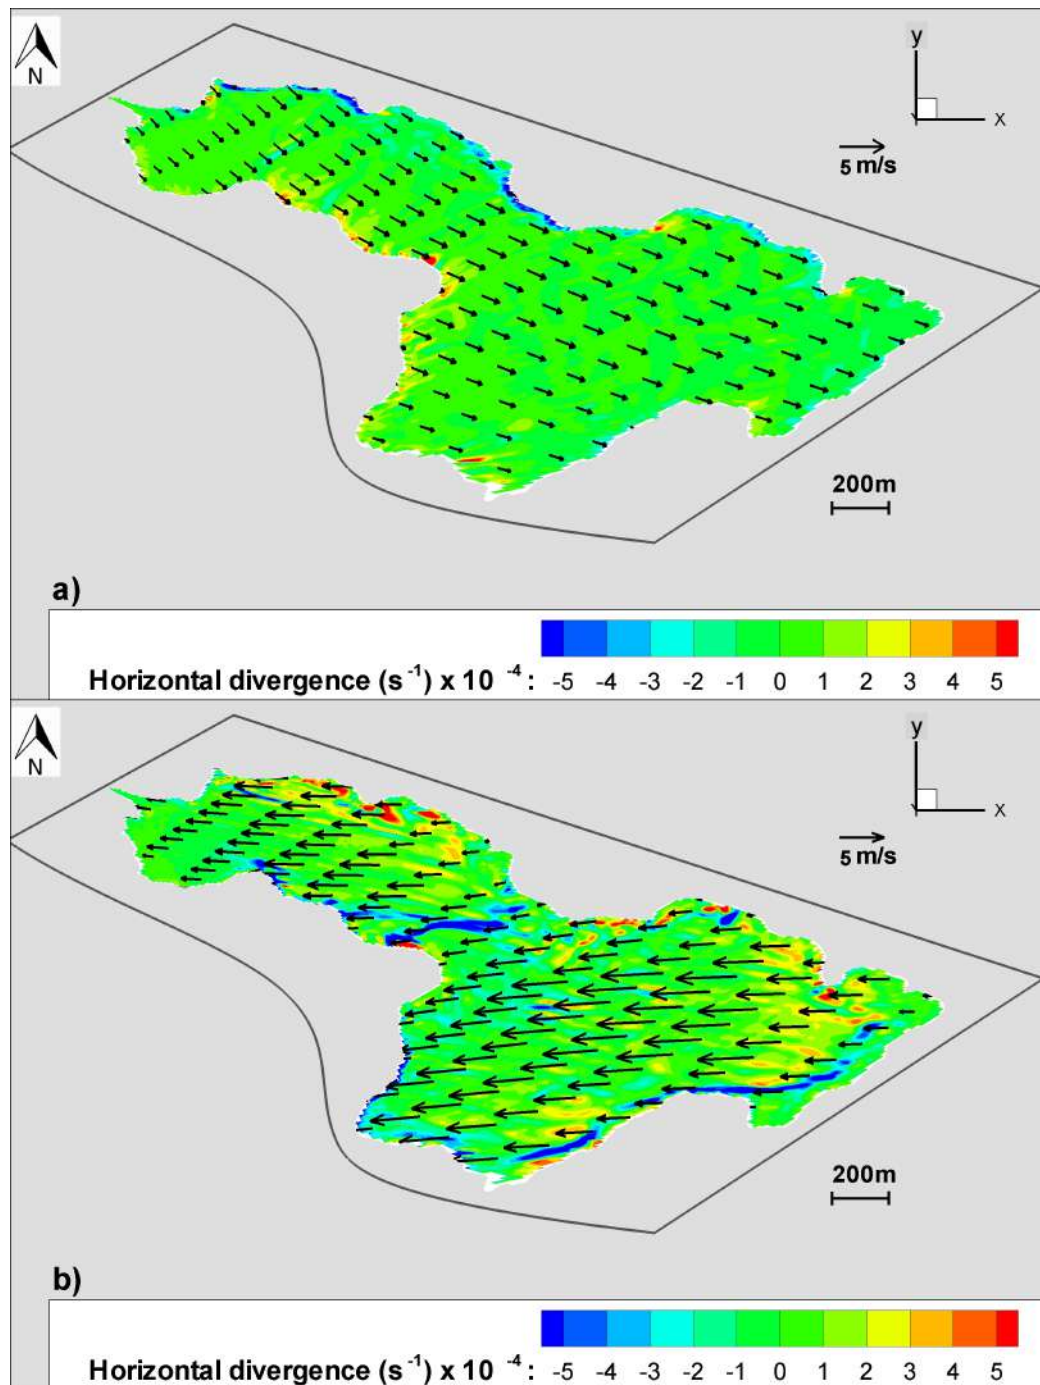 N
y
x
5 m/s
200m
a)
Horizontal divergence (s⁻¹) x 10 ⁻⁴ : -5 -4 -3 -2 -1 0 1 2 3 4 5
N
y
x
5 m/s
200m
b)
Horizontal divergence (s⁻¹) x 10 ⁻⁴ : -5 -4 -3 -2 -1 0 1 2 3 4 5